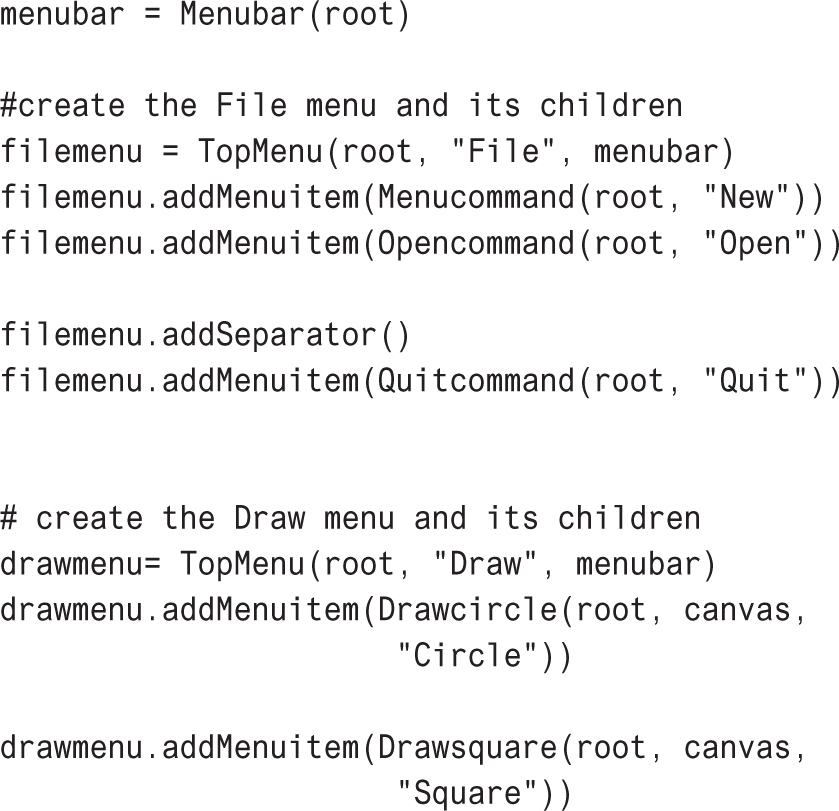 menubar = Menubar(root)
#create the File menu and its children
filemenu = TopMenu(root, "File", menubar)
filemenu.addMenuitem(Menucommand(root, "New"))
filemenu.addMenuitem(Opencommand(root, "Open"))
filemenu.addSeparator()
filemenu.addMenuitem(Quitcommand(root, "Quit"))
# create the Draw menu and its children
drawmenu= TopMenu(root, "Draw", menubar)
drawmenu.addMenuitem(Drawcircle(root, canvas,
"Circle"))
drawmenu.addMenuitem(Drawsquare(root, canvas,
"Square"))